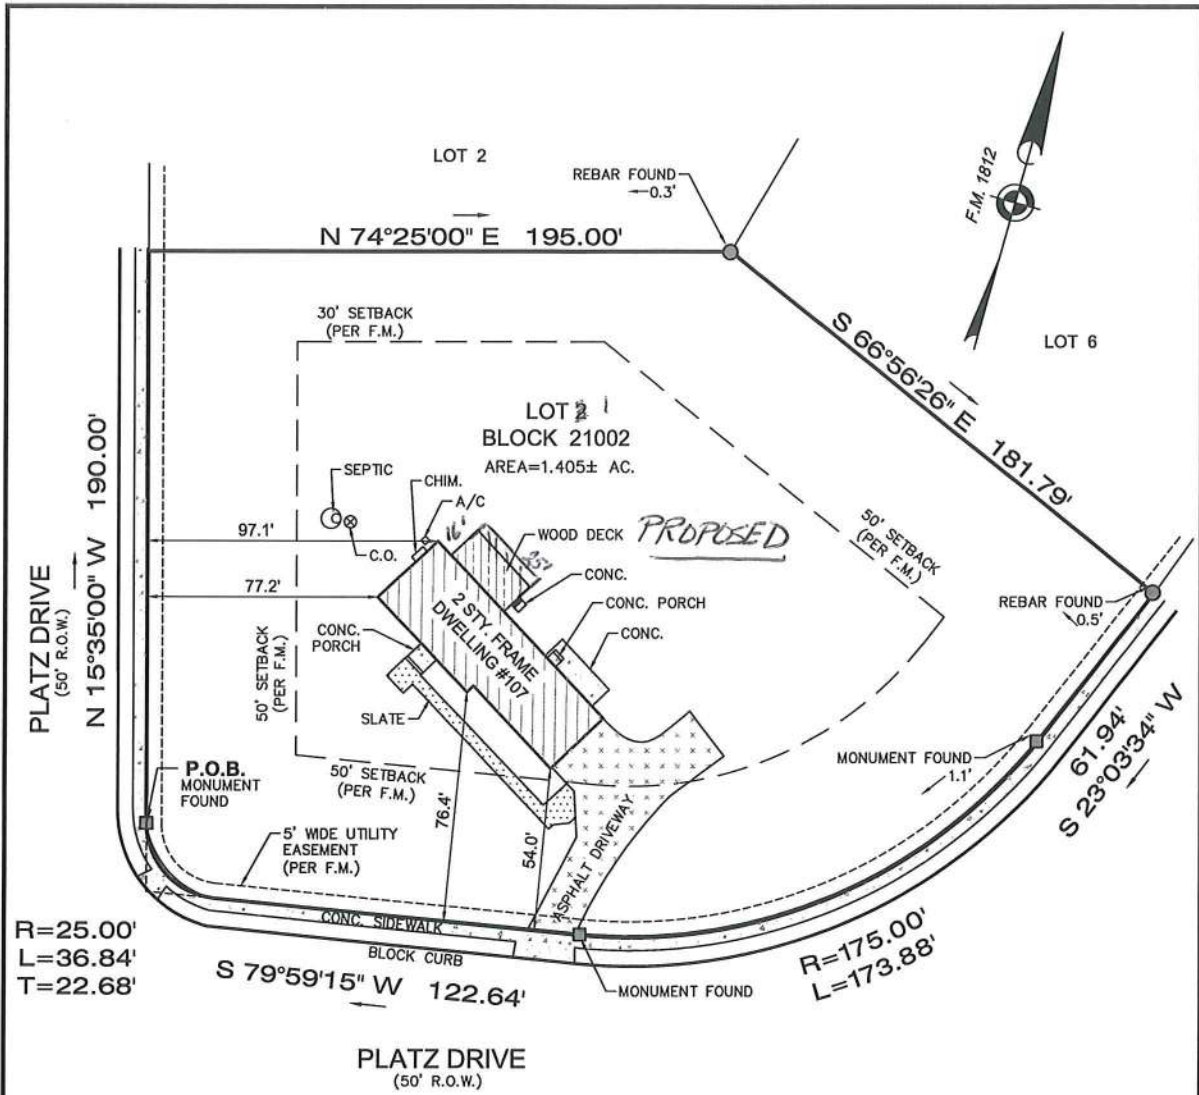 LOT 2
REBAR FOUND
0.3'
F.M. 1812
N 74°25'00" E 195.00'
30' SETBACK
(PER F.M.)
S 66°56'26" E 181.79'
LOT 6
LOT 1
BLOCK 21002
AREA=1.405± AC.
SEPTIC
CHIM.
A/C
16'
WOOD DECK
PROPOSED
25'
97.1'
C.O.
CONC.
50' SETBACK
(PER F.M.)
77.2'
CONC. PORCH
REBAR FOUND
0.5'
PLATZ DRIVE
(50' R.O.W.)
N 15°35'00" W 190.00'
2 STY. FRAME
DWELLING #107
CONC.
PORCH
CONC.
50' SETBACK
(PER F.M.)
SLATE
MONUMENT FOUND
1.1'
61.94'
S 23°03'34" W
P.O.B.
MONUMENT
FOUND
50' SETBACK
(PER F.M.)
76.4'
54.0'
ASPHALT DRIVEWAY
5' WIDE UTILITY
EASEMENT
(PER F.M.)
CONC. SIDEWALK
BLOCK CURB
R=25.00'
L=36.84'
T=22.68'
S 79°59'15" W 122.64'
MONUMENT FOUND
R=175.00'
L=173.88'
PLATZ DRIVE
(50' R.O.W.)